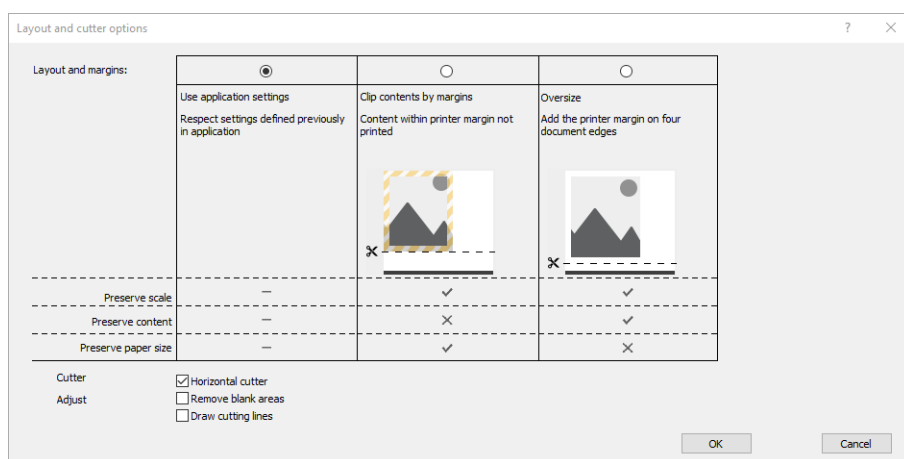 Layout and cutter options
Layout and margins:
Use application settings
Clip contents by margins
Oversize
Respect settings defined previously
in application
Content within printer margin not
printed
Add the printer margin on four
document edges
Preserve scale
Preserve content
Preserve paper size
Cutter
Horizontal cutter
Adjust
Remove blank areas
Draw cutting lines
OK
Cancel